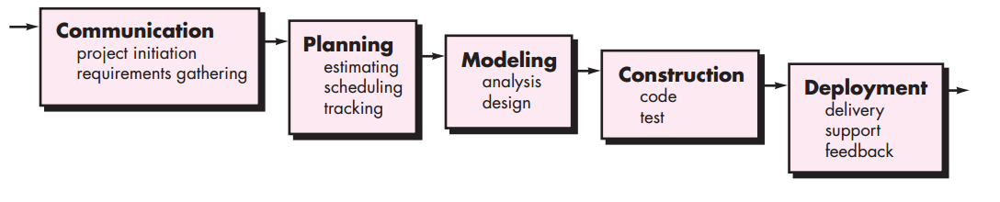 Communication
project initiation
requirements gathering
Planning
estimating
scheduling
tracking
Modeling
analysis
design
Construction
code
test
Deployment
delivery
support
feedback